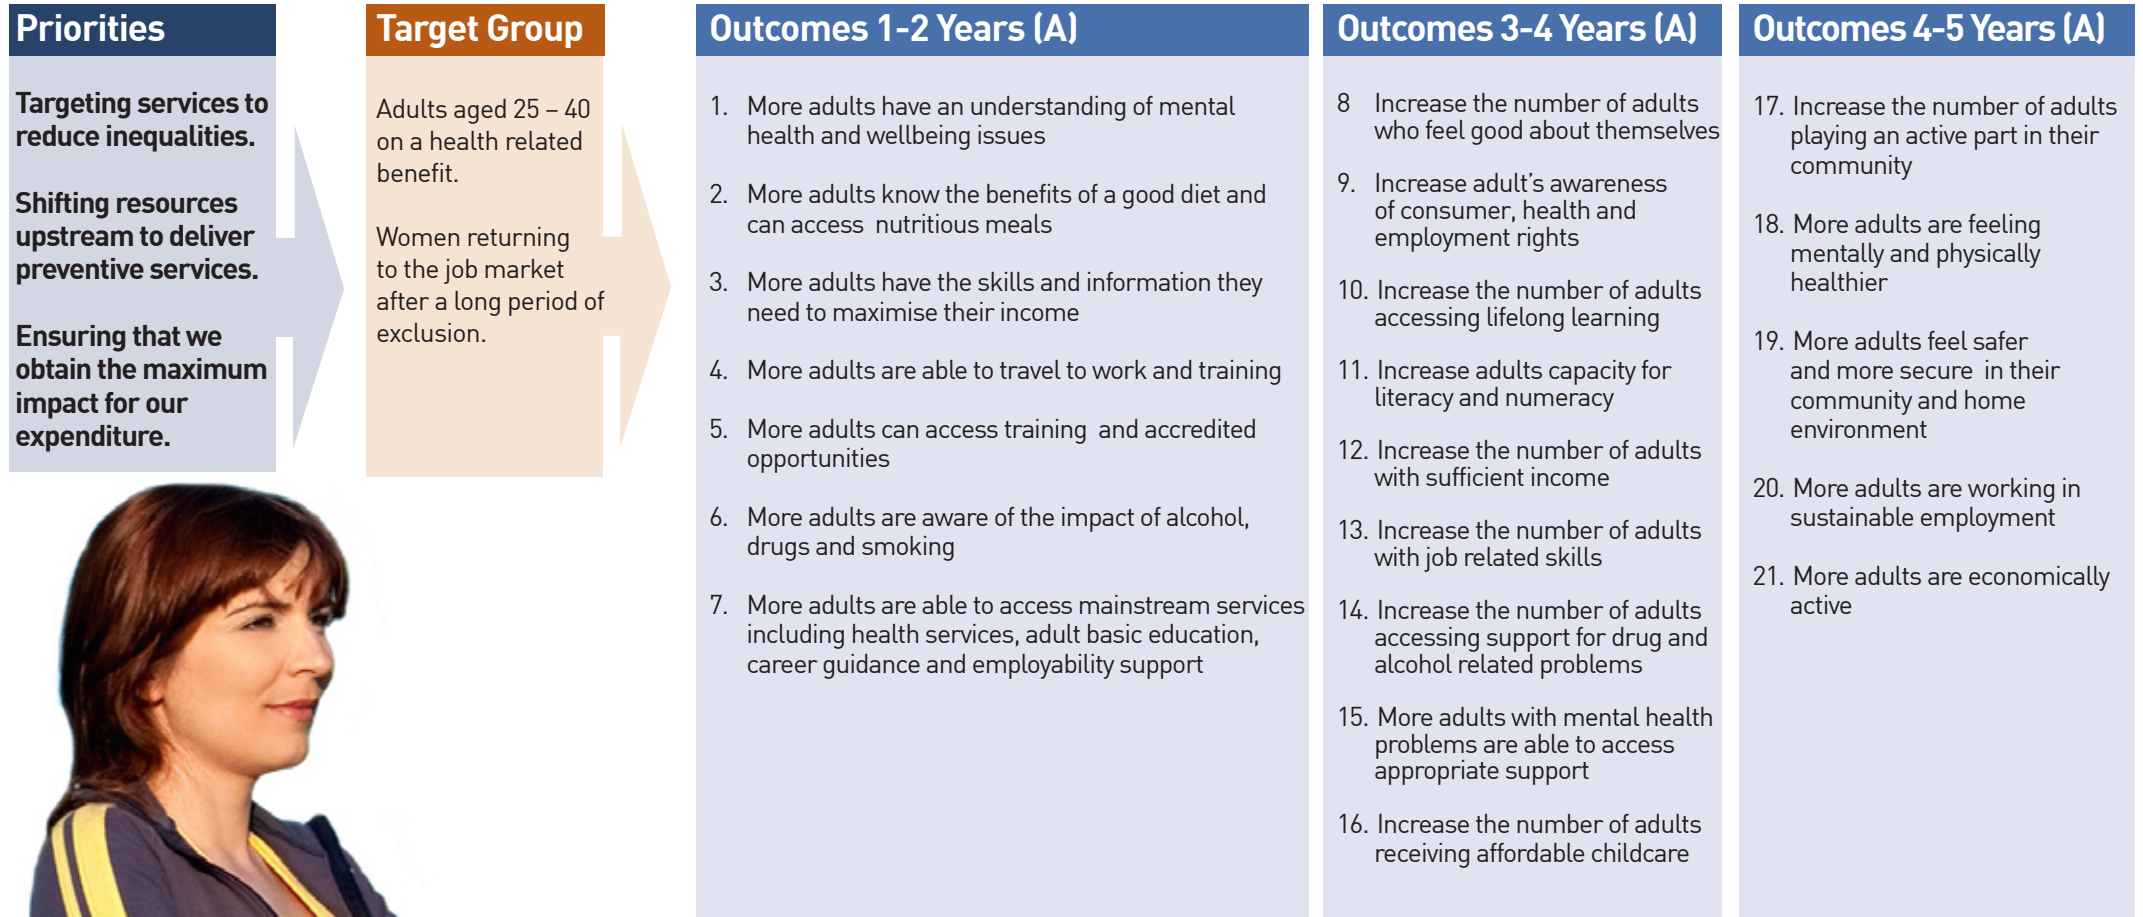 Priorities
Targeting services to
reduce inequalities.
Shifting resources
upstream to deliver
preventive services.
Ensuring that we
obtain the maximum
impact for our
expenditure.
Target Group
Adults aged 25 – 40
on a health related
benefit.
Women returning
to the job market
after a long period of
exclusion.
Outcomes 1-2 Years (A)
1. More adults have an understanding of mental
health and wellbeing issues
2. More adults know the benefits of a good diet and
can access nutritious meals
3. More adults have the skills and information they
need to maximise their income
4. More adults are able to travel to work and training
5. More adults can access training and accredited
opportunities
6. More adults are aware of the impact of alcohol,
drugs and smoking
7. More adults are able to access mainstream services
including health services, adult basic education,
career guidance and employability support
Outcomes 3-4 Years (A)
8 Increase the number of adults
who feel good about themselves
9. Increase adult’s awareness
of consumer, health and
employment rights
10. Increase the number of adults
accessing lifelong learning
11. Increase adults capacity for
literacy and numeracy
12. Increase the number of adults
with sufficient income
13. Increase the number of adults
with job related skills
14. Increase the number of adults
accessing support for drug and
alcohol related problems
15. More adults with mental health
problems are able to access
appropriate support
16. Increase the number of adults
receiving affordable childcare
Outcomes 4-5 Years (A)
17. Increase the number of adults
playing an active part in their
community
18. More adults are feeling
mentally and physically
healthier
19. More adults feel safer
and more secure in their
community and home
environment
20. More adults are working in
sustainable employment
21. More adults are economically
active